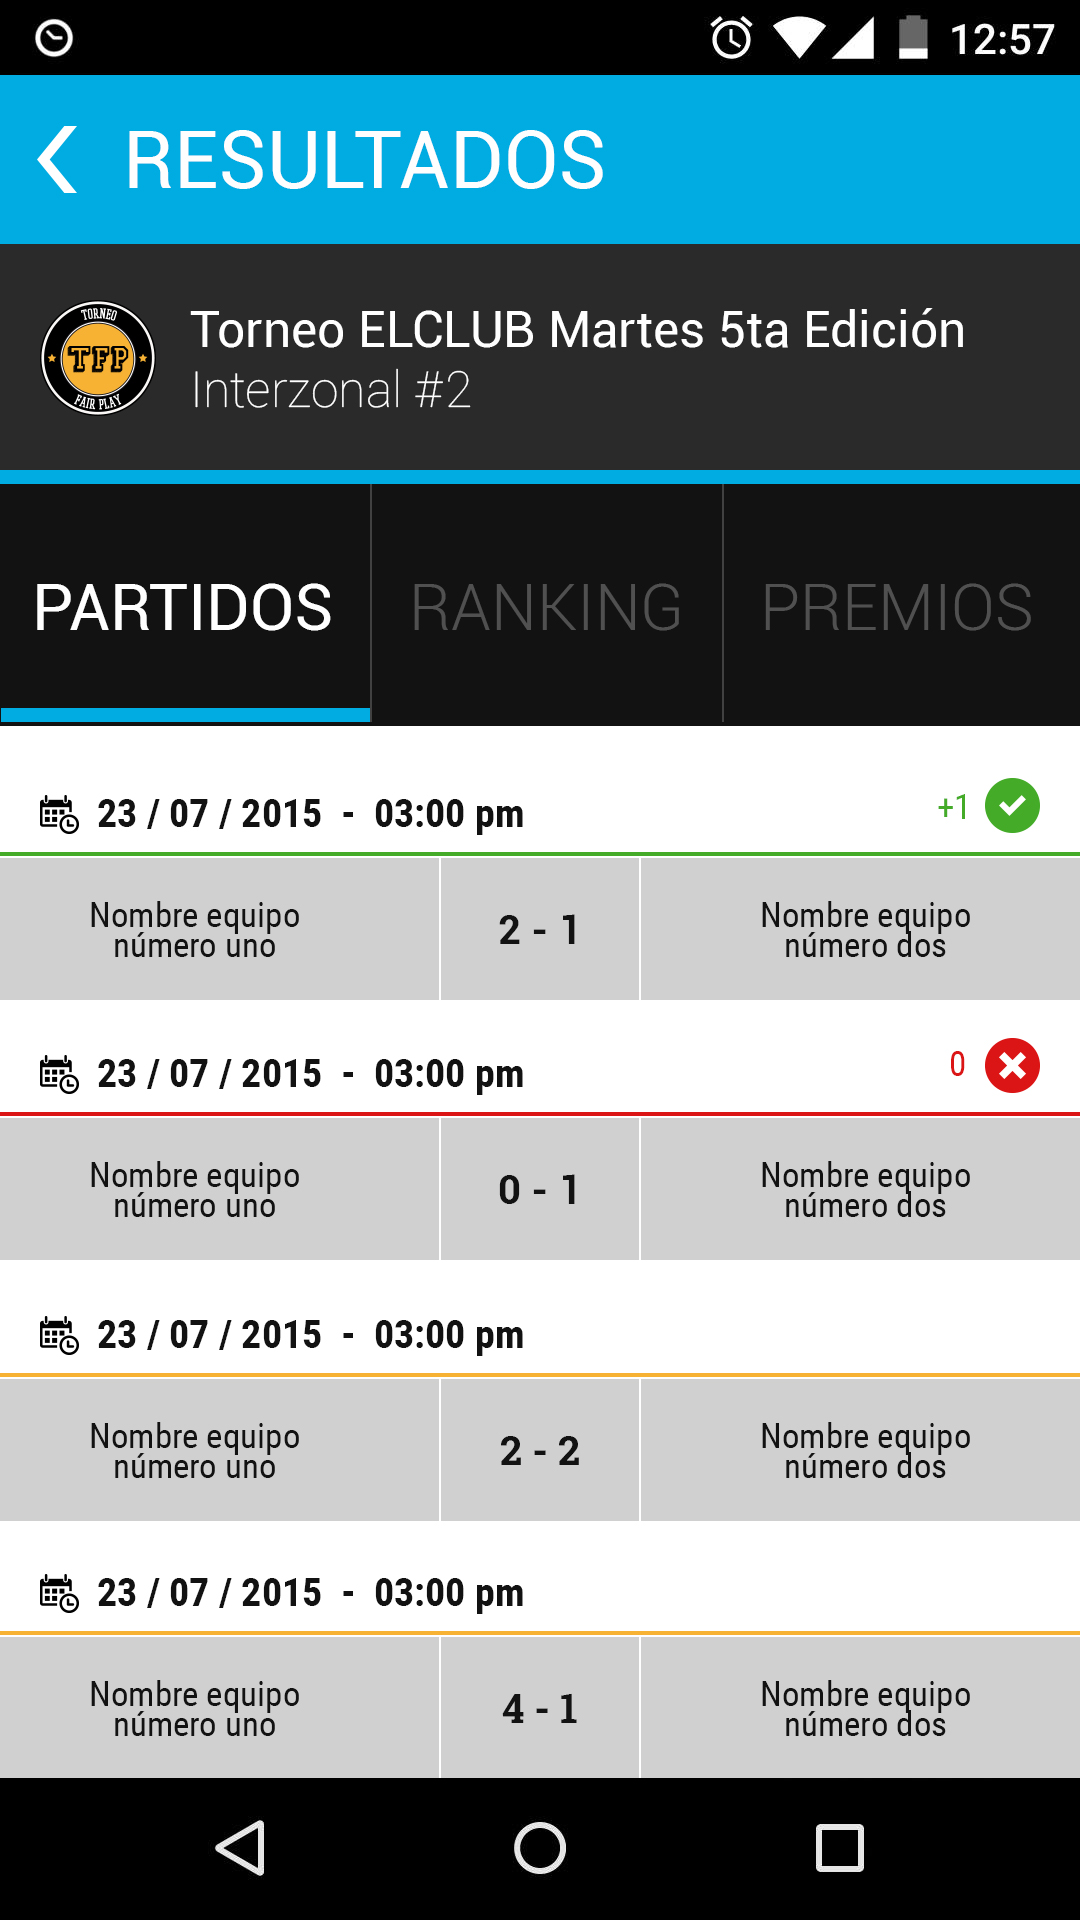 12:57
RESULTADOS
TORNEO
TFP
FAIR PLAY
Torneo ELCLUB Martes 5ta Edición
Interzonal #2
PARTIDOS RANKING PREMIOS
23 / 07 / 2015 - 03:00 pm +1
Nombre equipo
número uno
2 - 1
Nombre equipo
número dos
23 / 07 / 2015 - 03:00 pm 0
Nombre equipo
número uno
0 - 1
Nombre equipo
número dos
23 / 07 / 2015 - 03:00 pm
Nombre equipo
número uno
2 - 2
Nombre equipo
número dos
23 / 07 / 2015 - 03:00 pm
Nombre equipo
número uno
4 - 1
Nombre equipo
número dos